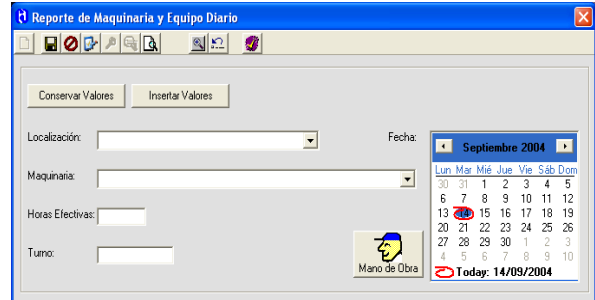 Reporte de Maquinaria y Equipo Diario
Conservar Valores Insertar Valores
Localización: Fecha:
Septiembre 2004
Lun Mar Mié Jue Vie Sáb Dom
30 31 1 2 3 4 5
6 7 8 9 10 11 12
13 14 15 16 17 18 19
20 21 22 23 24 25 26
27 28 29 30 1 2 3
4 5 6 7 8 9 10
Today: 14/09/2004
Maquinaria:
Horas Efectivas:
Turno:
Mano de Obra